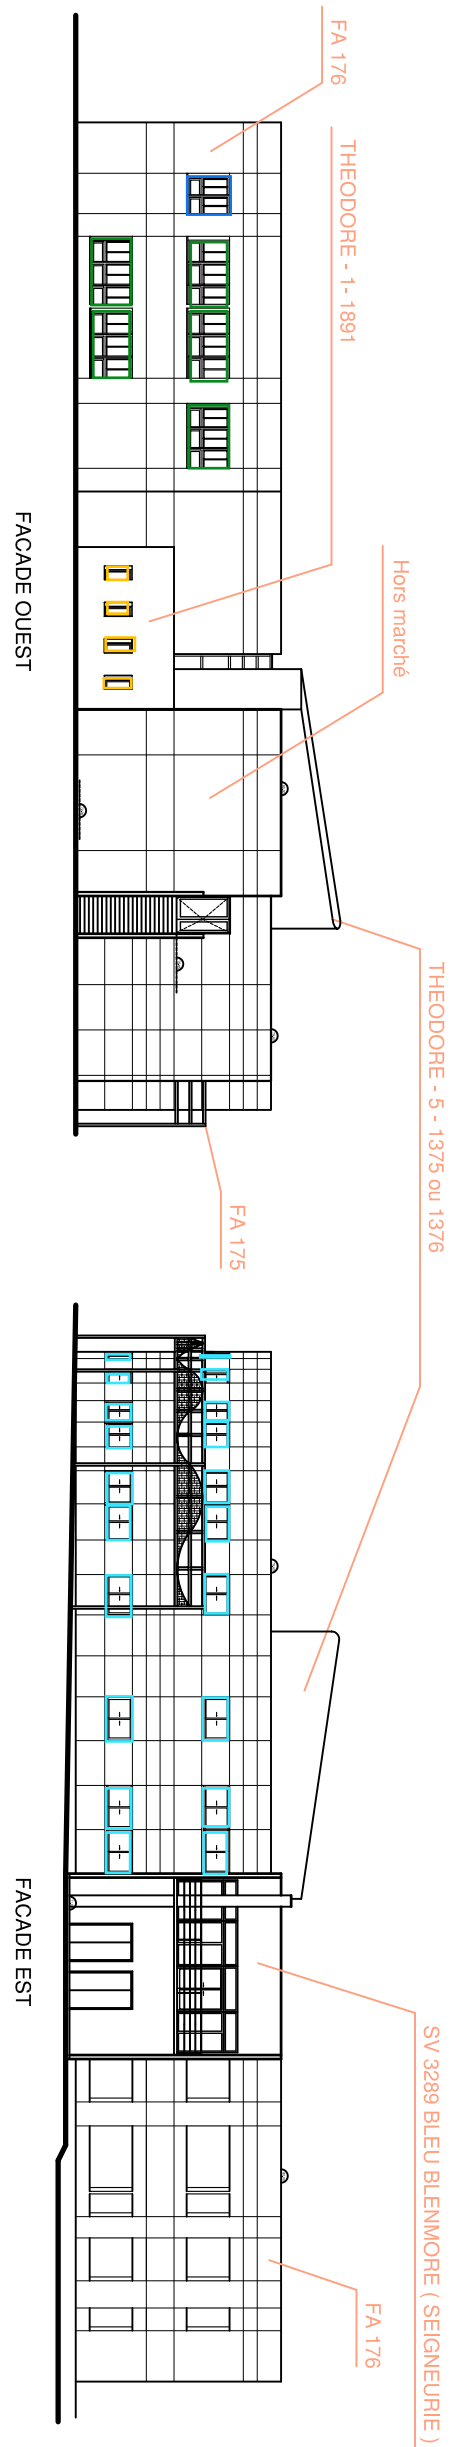 FA 176
THEODORE - 1- 1891
Hors marché
THEODORE - 5 - 1375 ou 1376
FA 175
FACADE OUEST
SV 3289 BLEU BLENMORE ( SEIGNEURIE )
FA 176
FACADE EST